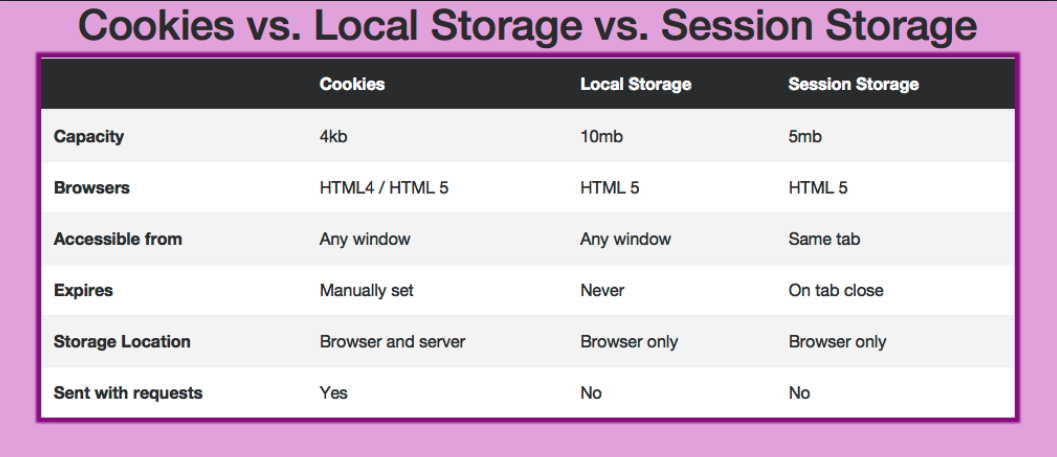 Cookies vs. Local Storage vs. Session Storage
Cookies Local Storage Session Storage
Capacity 4kb 10mb 5mb
Browsers HTML4 / HTML 5 HTML 5 HTML 5
Accessible from Any window Any window Same tab
Expires Manually set Never On tab close
Storage Location Browser and server Browser only Browser only
Sent with requests Yes No No